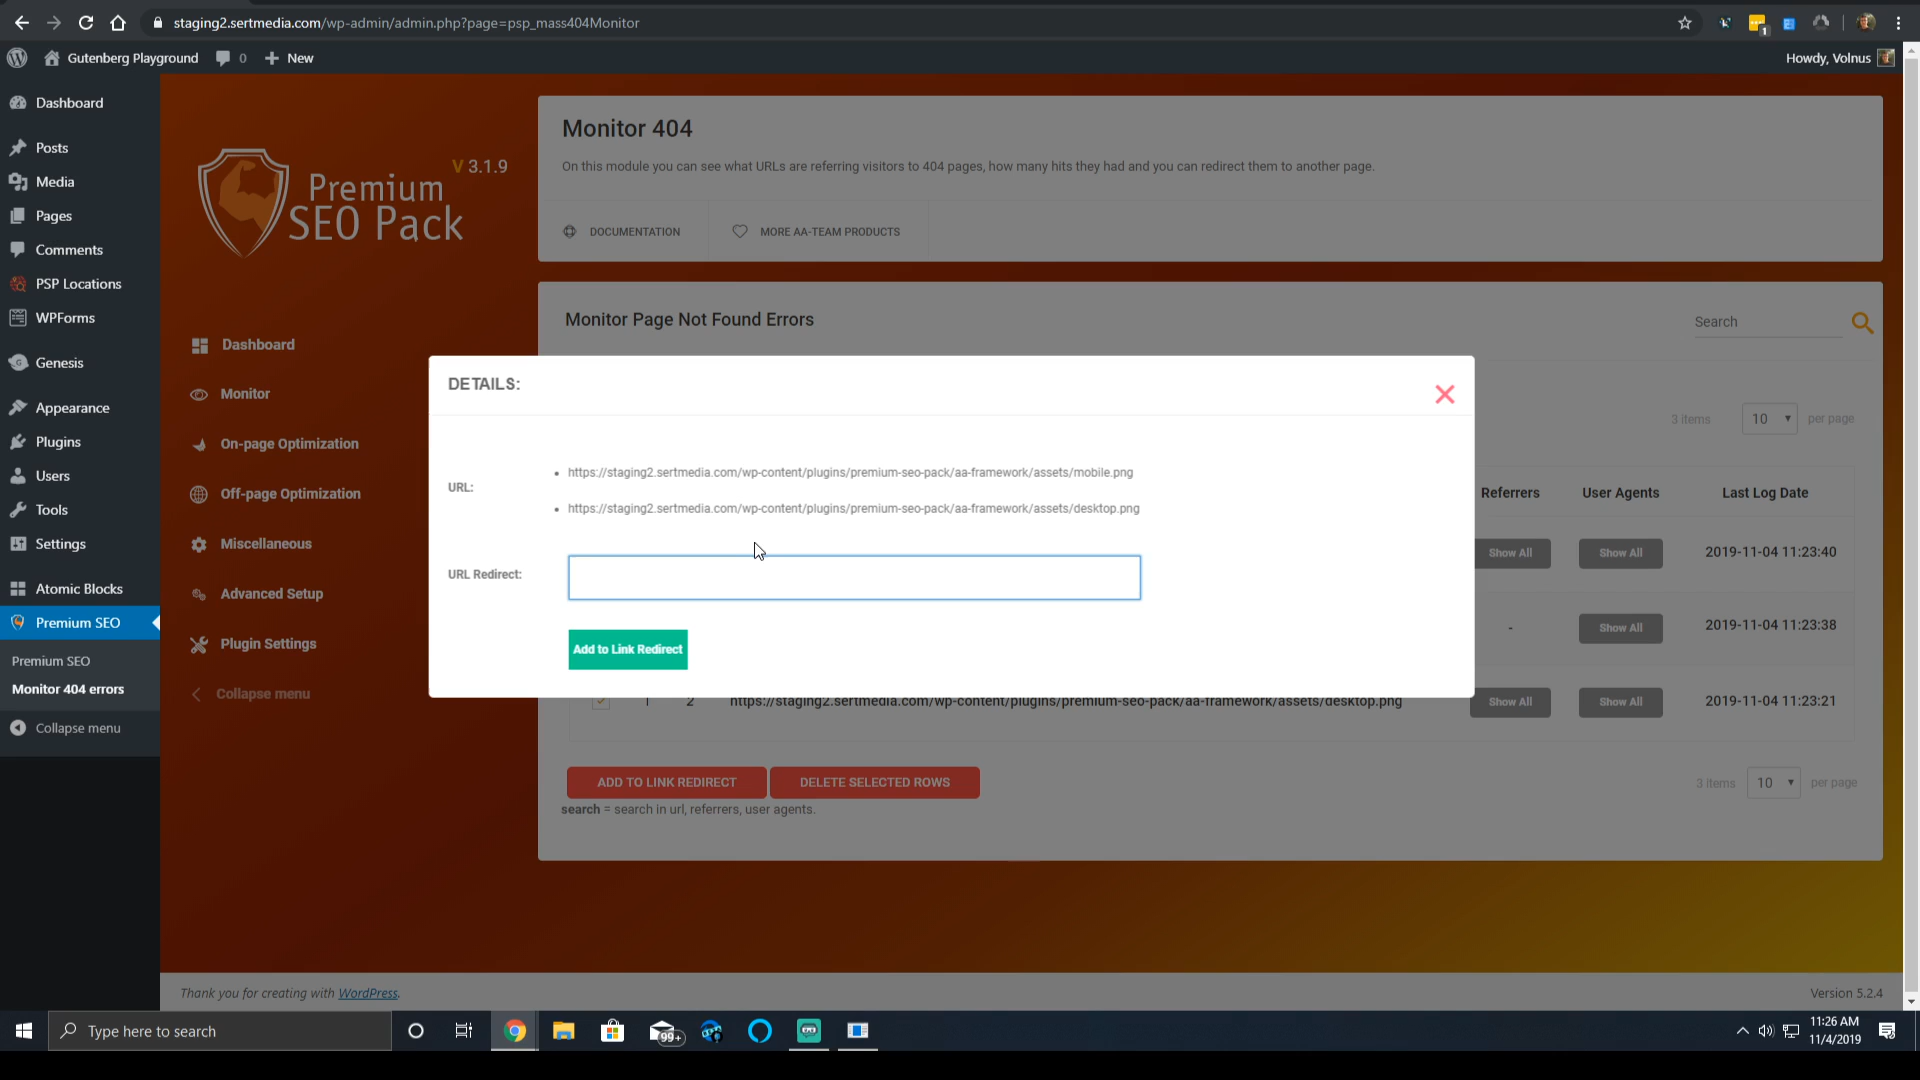 staging2.sertmedia.com/wp-admin/admin.php?page=psp_mass404Monitor
1
Gutenberg Playground
0
New
Howdy, Volnus
Dashboard
Posts
Media
Pages
Comments
PSP Locations
WPForms
Genesis
Appearance
Plugins
Users
Tools
Settings
Atomic Blocks
Premium SEO
Premium SEO
Monitor 404 errors
Collapse menu
V 3.1.9
Premium
SEO Pack
Dashboard
Monitor
On-page Optimization
Off-page Optimization
Miscellaneous
Advanced Setup
Plugin Settings
Collapse menu
Monitor 404
On this module you can see what URLs are referring visitors to 404 pages, how many hits they had and you can redirect them to another page.
DOCUMENTATION
MORE AA-TEAM PRODUCTS
Monitor Page Not Found Errors
Search
3 items
10
per page
DETAILS:
URL:
• https://staging2.sertmedia.com/wp-content/plugins/premium-seo-pack/aa-framework/assets/mobile.png
• https://staging2.sertmedia.com/wp-content/plugins/premium-seo-pack/aa-framework/assets/desktop.png
URL Redirect:
Add to Link Redirect
Referrers User Agents Last Log Date
Show All Show All 2019-11-04 11:23:40
- Show All 2019-11-04 11:23:38
1 2 https://staging2.sertmedia.com/wp-content/plugins/premium-seo-pack/aa-framework/assets/desktop.png Show All Show All 2019-11-04 11:23:21
ADD TO LINK REDIRECT
DELETE SELECTED ROWS
3 items
10
per page
search = search in url, referrers, user agents.
Thank you for creating with WordPress.
Version 5.2.4
Type here to search
99+
11:26 AM
11/4/2019